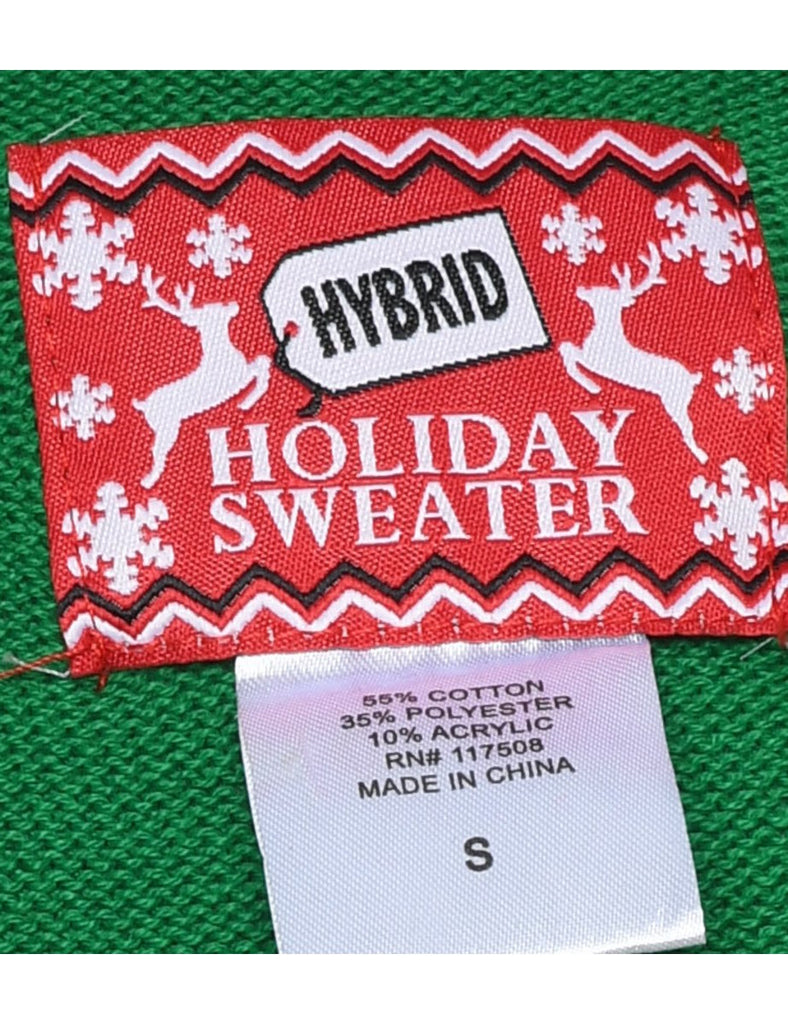 HYBRID
HOLIDAY
SWEATER
55% COTTON
35% POLYESTER
10% ACRYLIC
RN# 117508
MADE IN CHINA
S